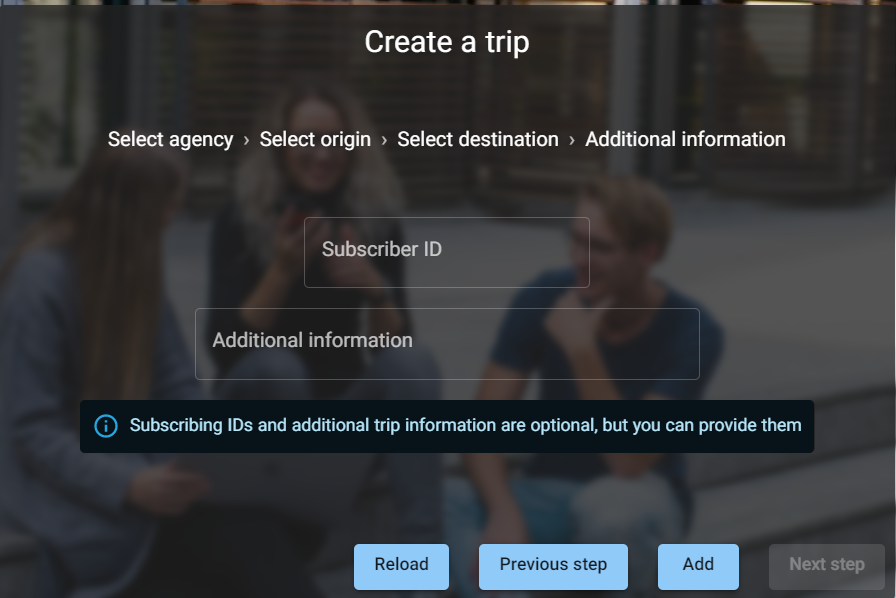 Create a trip
Select agency › Select origin › Select destination › Additional information
Subscriber ID
Additional information
Subscribing IDs and additional trip information are optional, but you can provide them
Reload Previous step Add Next step